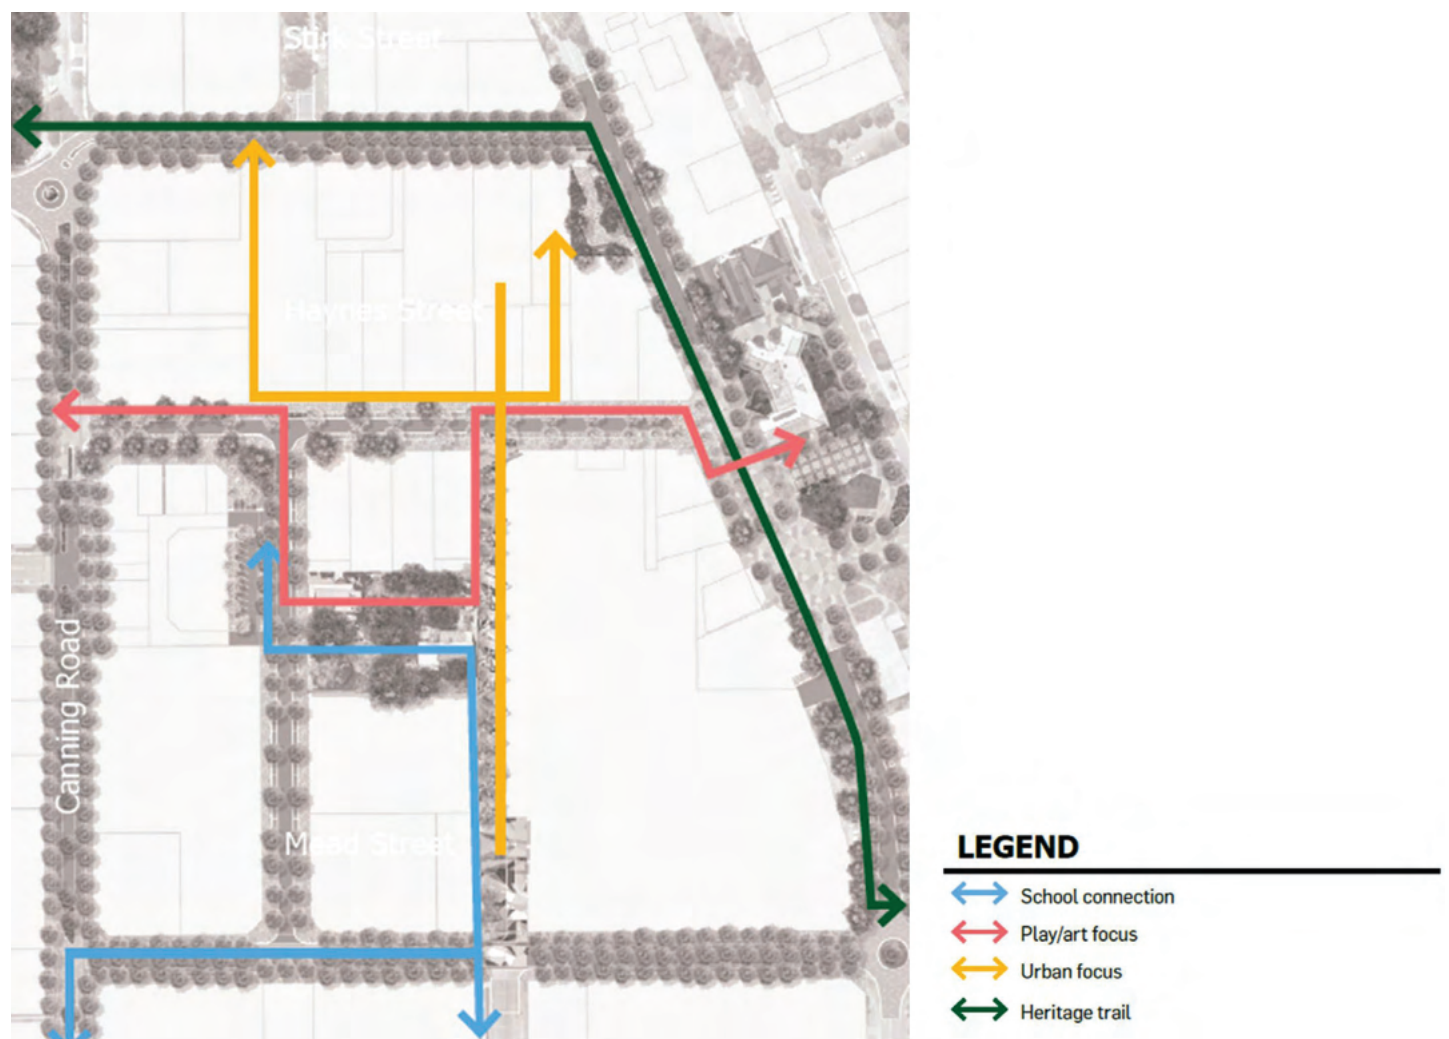 Stirk Street
Haynes Street
Canning Road
Mead Street
LEGEND
School connection
Play/art focus
Urban focus
Heritage trail